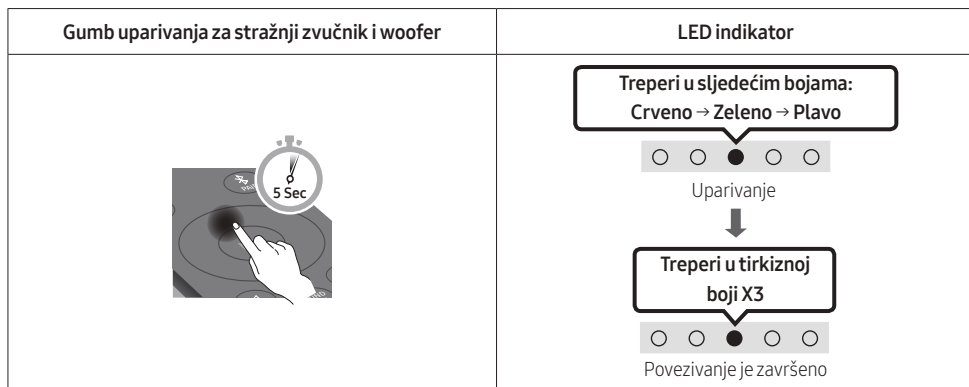 Gumb uparivanja za stražnji zvučnik i woofer
LED indikator
5 Sec
Treperi u sljedećim bojama:
Crveno → Zeleno → Plavo
Uparivanje
Treperi u tirkiznoj
boji X3
Povezivanje je završeno